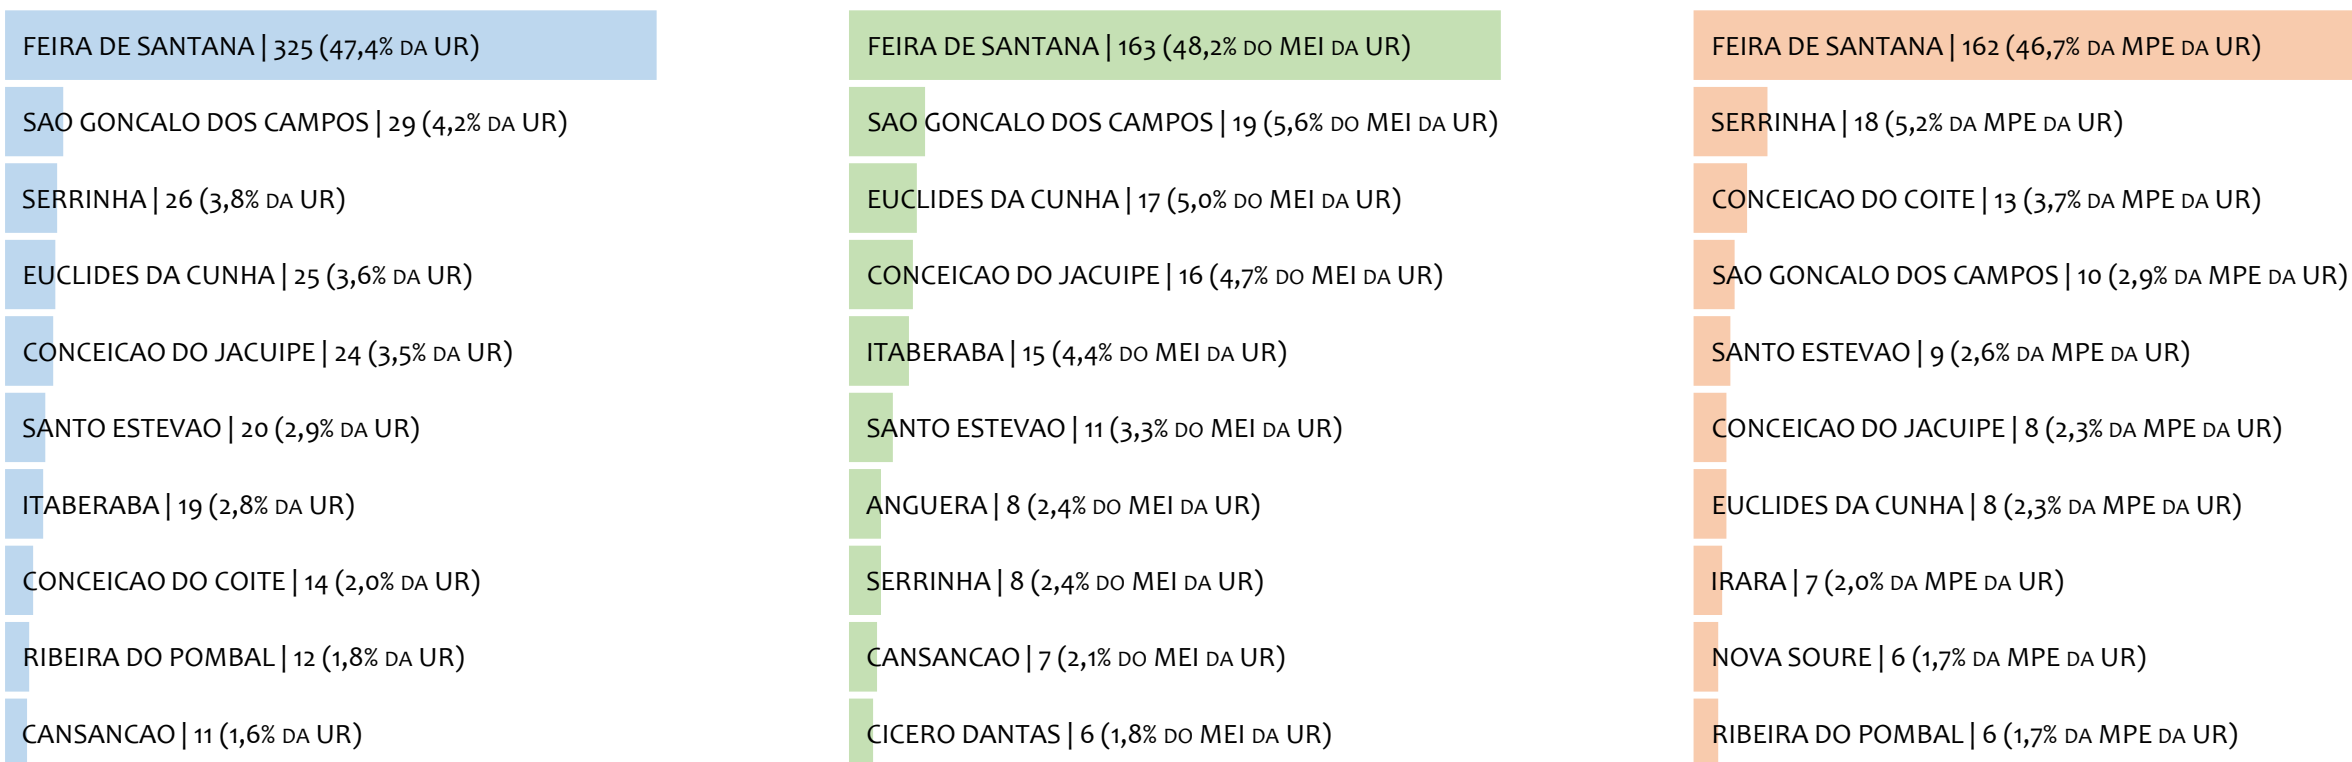 FEIRA DE SANTANA | 325 (47,4% DA UR)
SAO GONCALO DOS CAMPOS | 29 (4,2% DA UR)
SERRINHA | 26 (3,8% DA UR)
EUCLIDES DA CUNHA | 25 (3,6% DA UR)
CONCEICAO DO JACUIPE | 24 (3,5% DA UR)
SANTO ESTEVAO | 20 (2,9% DA UR)
ITABERABA | 19 (2,8% DA UR)
CONCEICAO DO COITE | 14 (2,0% DA UR)
RIBEIRA DO POMBAL | 12 (1,8% DA UR)
CANSANCAO | 11 (1,6% DA UR)
FEIRA DE SANTANA | 163 (48,2% DO MEI DA UR)
SAO GONCALO DOS CAMPOS | 19 (5,6% DO MEI DA UR)
EUCLIDES DA CUNHA | 17 (5,0% DO MEI DA UR)
CONCEICAO DO JACUIPE | 16 (4,7% DO MEI DA UR)
ITABERABA | 15 (4,4% DO MEI DA UR)
SANTO ESTEVAO | 11 (3,3% DO MEI DA UR)
ANGUERA | 8 (2,4% DO MEI DA UR)
SERRINHA | 8 (2,4% DO MEI DA UR)
CANSANCAO | 7 (2,1% DO MEI DA UR)
CICERO DANTAS | 6 (1,8% DO MEI DA UR)
FEIRA DE SANTANA | 162 (46,7% DA MPE DA UR)
SERRINHA | 18 (5,2% DA MPE DA UR)
CONCEICAO DO COITE | 13 (3,7% DA MPE DA UR)
SAO GONCALO DOS CAMPOS | 10 (2,9% DA MPE DA UR)
SANTO ESTEVAO | 9 (2,6% DA MPE DA UR)
CONCEICAO DO JACUIPE | 8 (2,3% DA MPE DA UR)
EUCLIDES DA CUNHA | 8 (2,3% DA MPE DA UR)
IRARA | 7 (2,0% DA MPE DA UR)
NOVA SOURE | 6 (1,7% DA MPE DA UR)
RIBEIRA DO POMBAL | 6 (1,7% DA MPE DA UR)